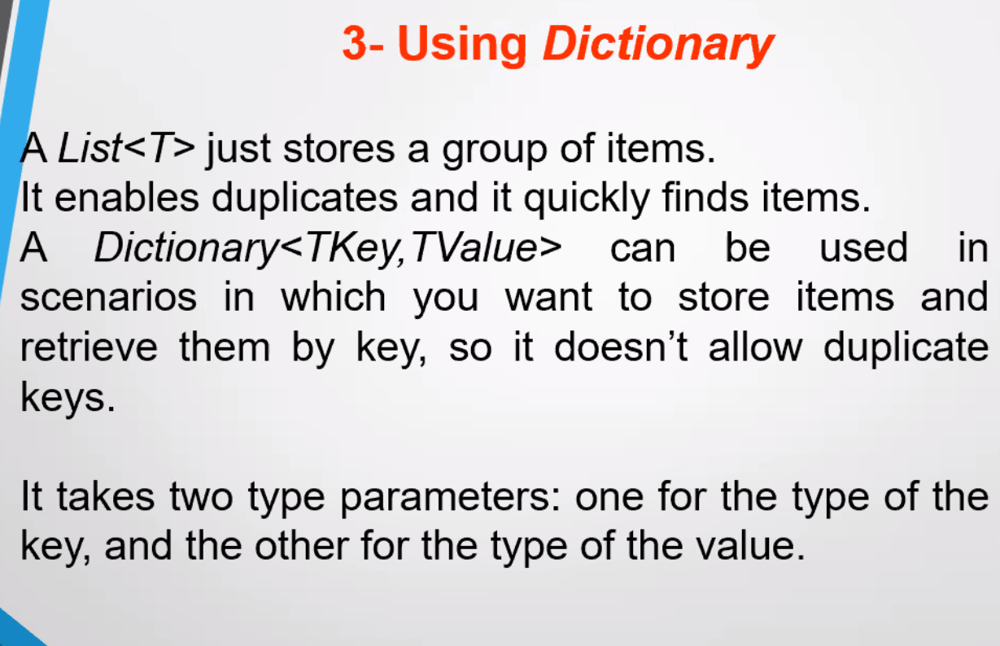 3- Using Dictionary
A List<T> just stores a group of items.
It enables duplicates and it quickly finds items.
A Dictionary<TKey,TValue> can be used in
scenarios in which you want to store items and
retrieve them by key, so it doesn’t allow duplicate
keys.
It takes two type parameters: one for the type of the
key, and the other for the type of the value.